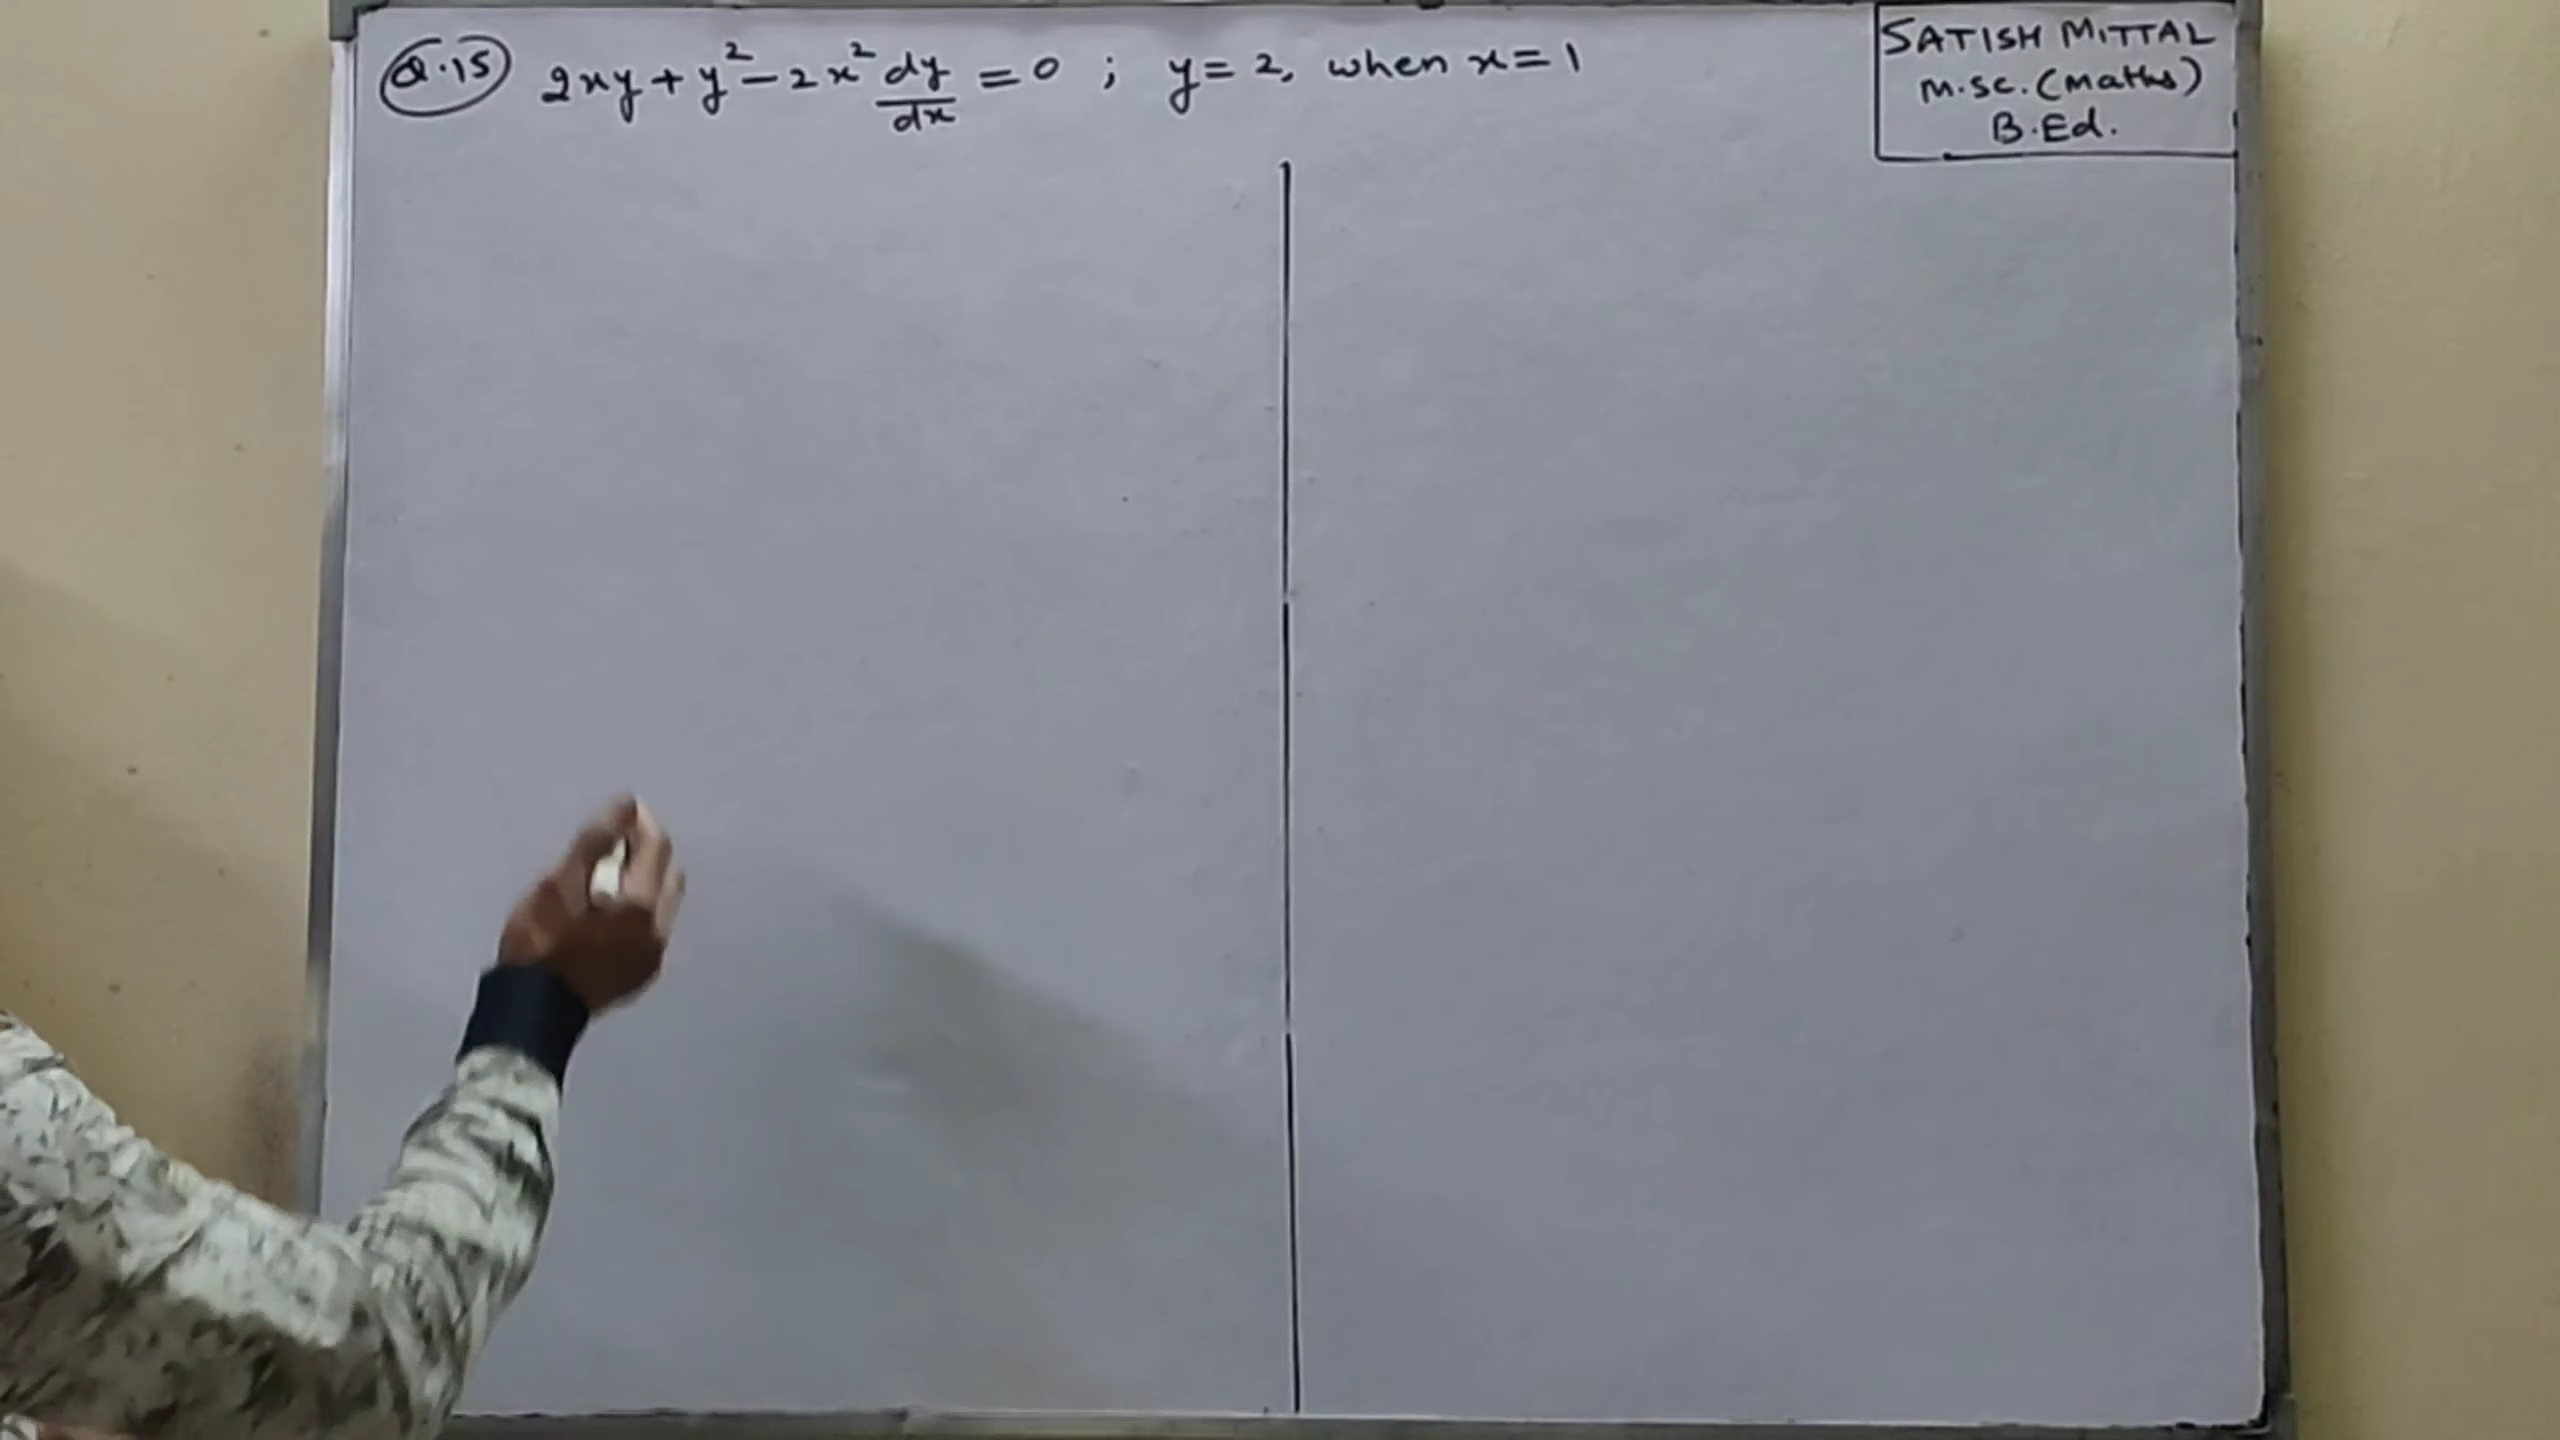 Q.15 2xy + y² - 2x² dy/dx = 0 ; y = 2, when x = 1
SATISH MITTAL
M.Sc. (Maths)
B.Ed.